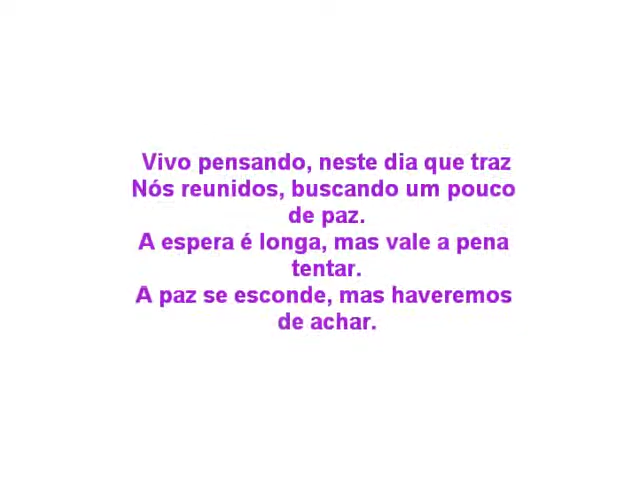 Vivo pensando, neste dia que traz
Nós reunidos, buscando um pouco
de paz.
A espera é longa, mas vale a pena
tentar.
A paz se esconde, mas haveremos
de achar.